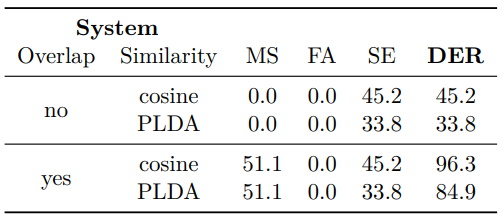 System
Overlap Similarity MS FA SE DER
no
cosine 0.0 0.0 45.2 45.2
PLDA 0.0 0.0 33.8 33.8
yes
cosine 51.1 0.0 45.2 96.3
PLDA 51.1 0.0 33.8 84.9